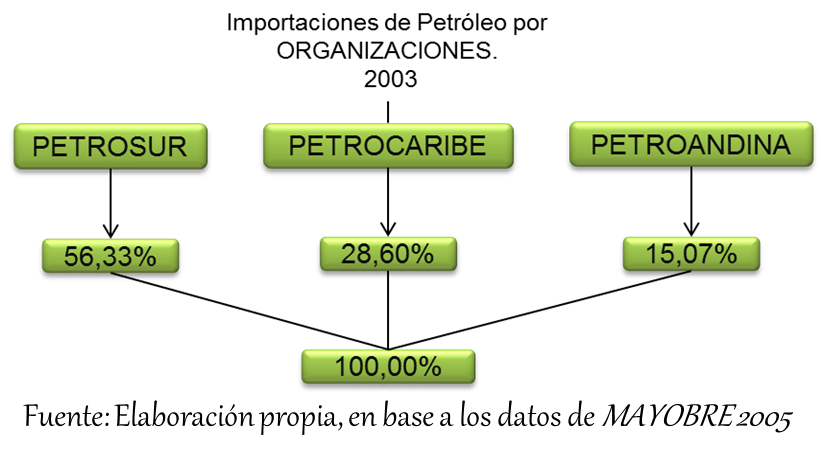 Importaciones de Petróleo por
ORGANIZACIONES.
2003
PETROSUR
PETROCARIBE
PETROANDINA
56,33%
28,60%
15,07%
100,00%
Fuente: Elaboración propia, en base a los datos de MAYOBRE 2005